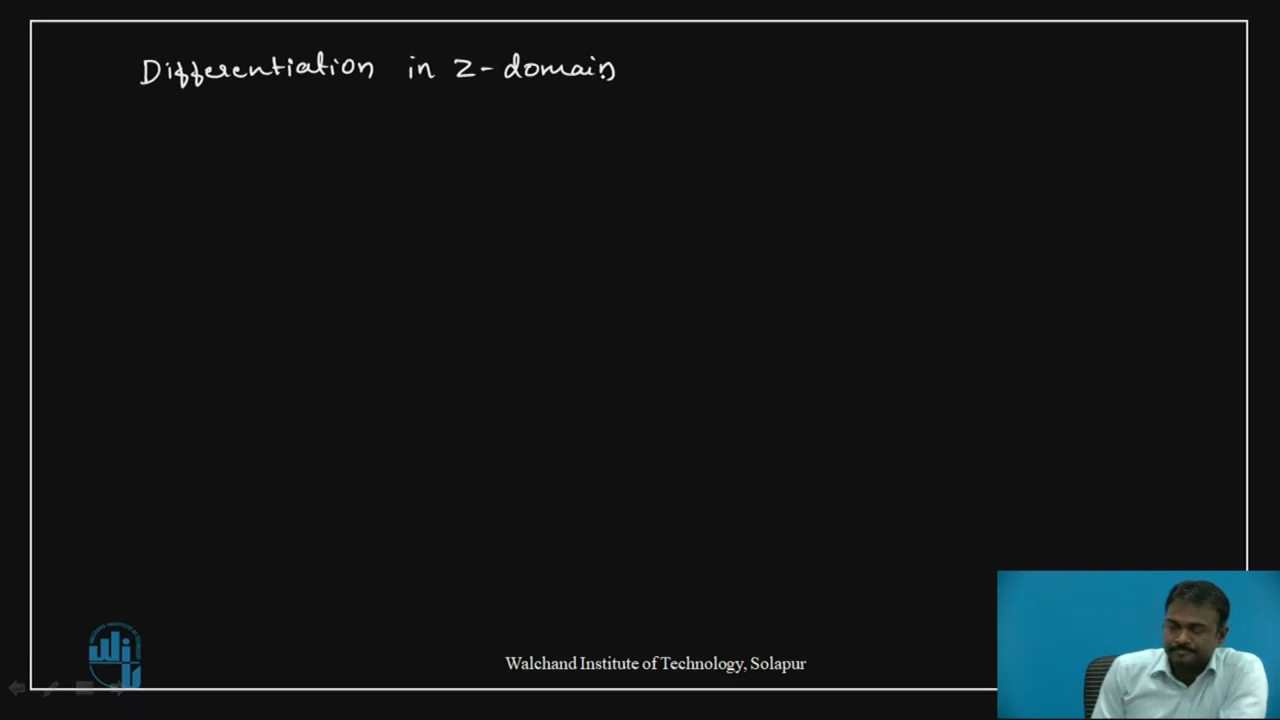 Differentiation in z-domain
Walchand Institute of Technology, Solapur